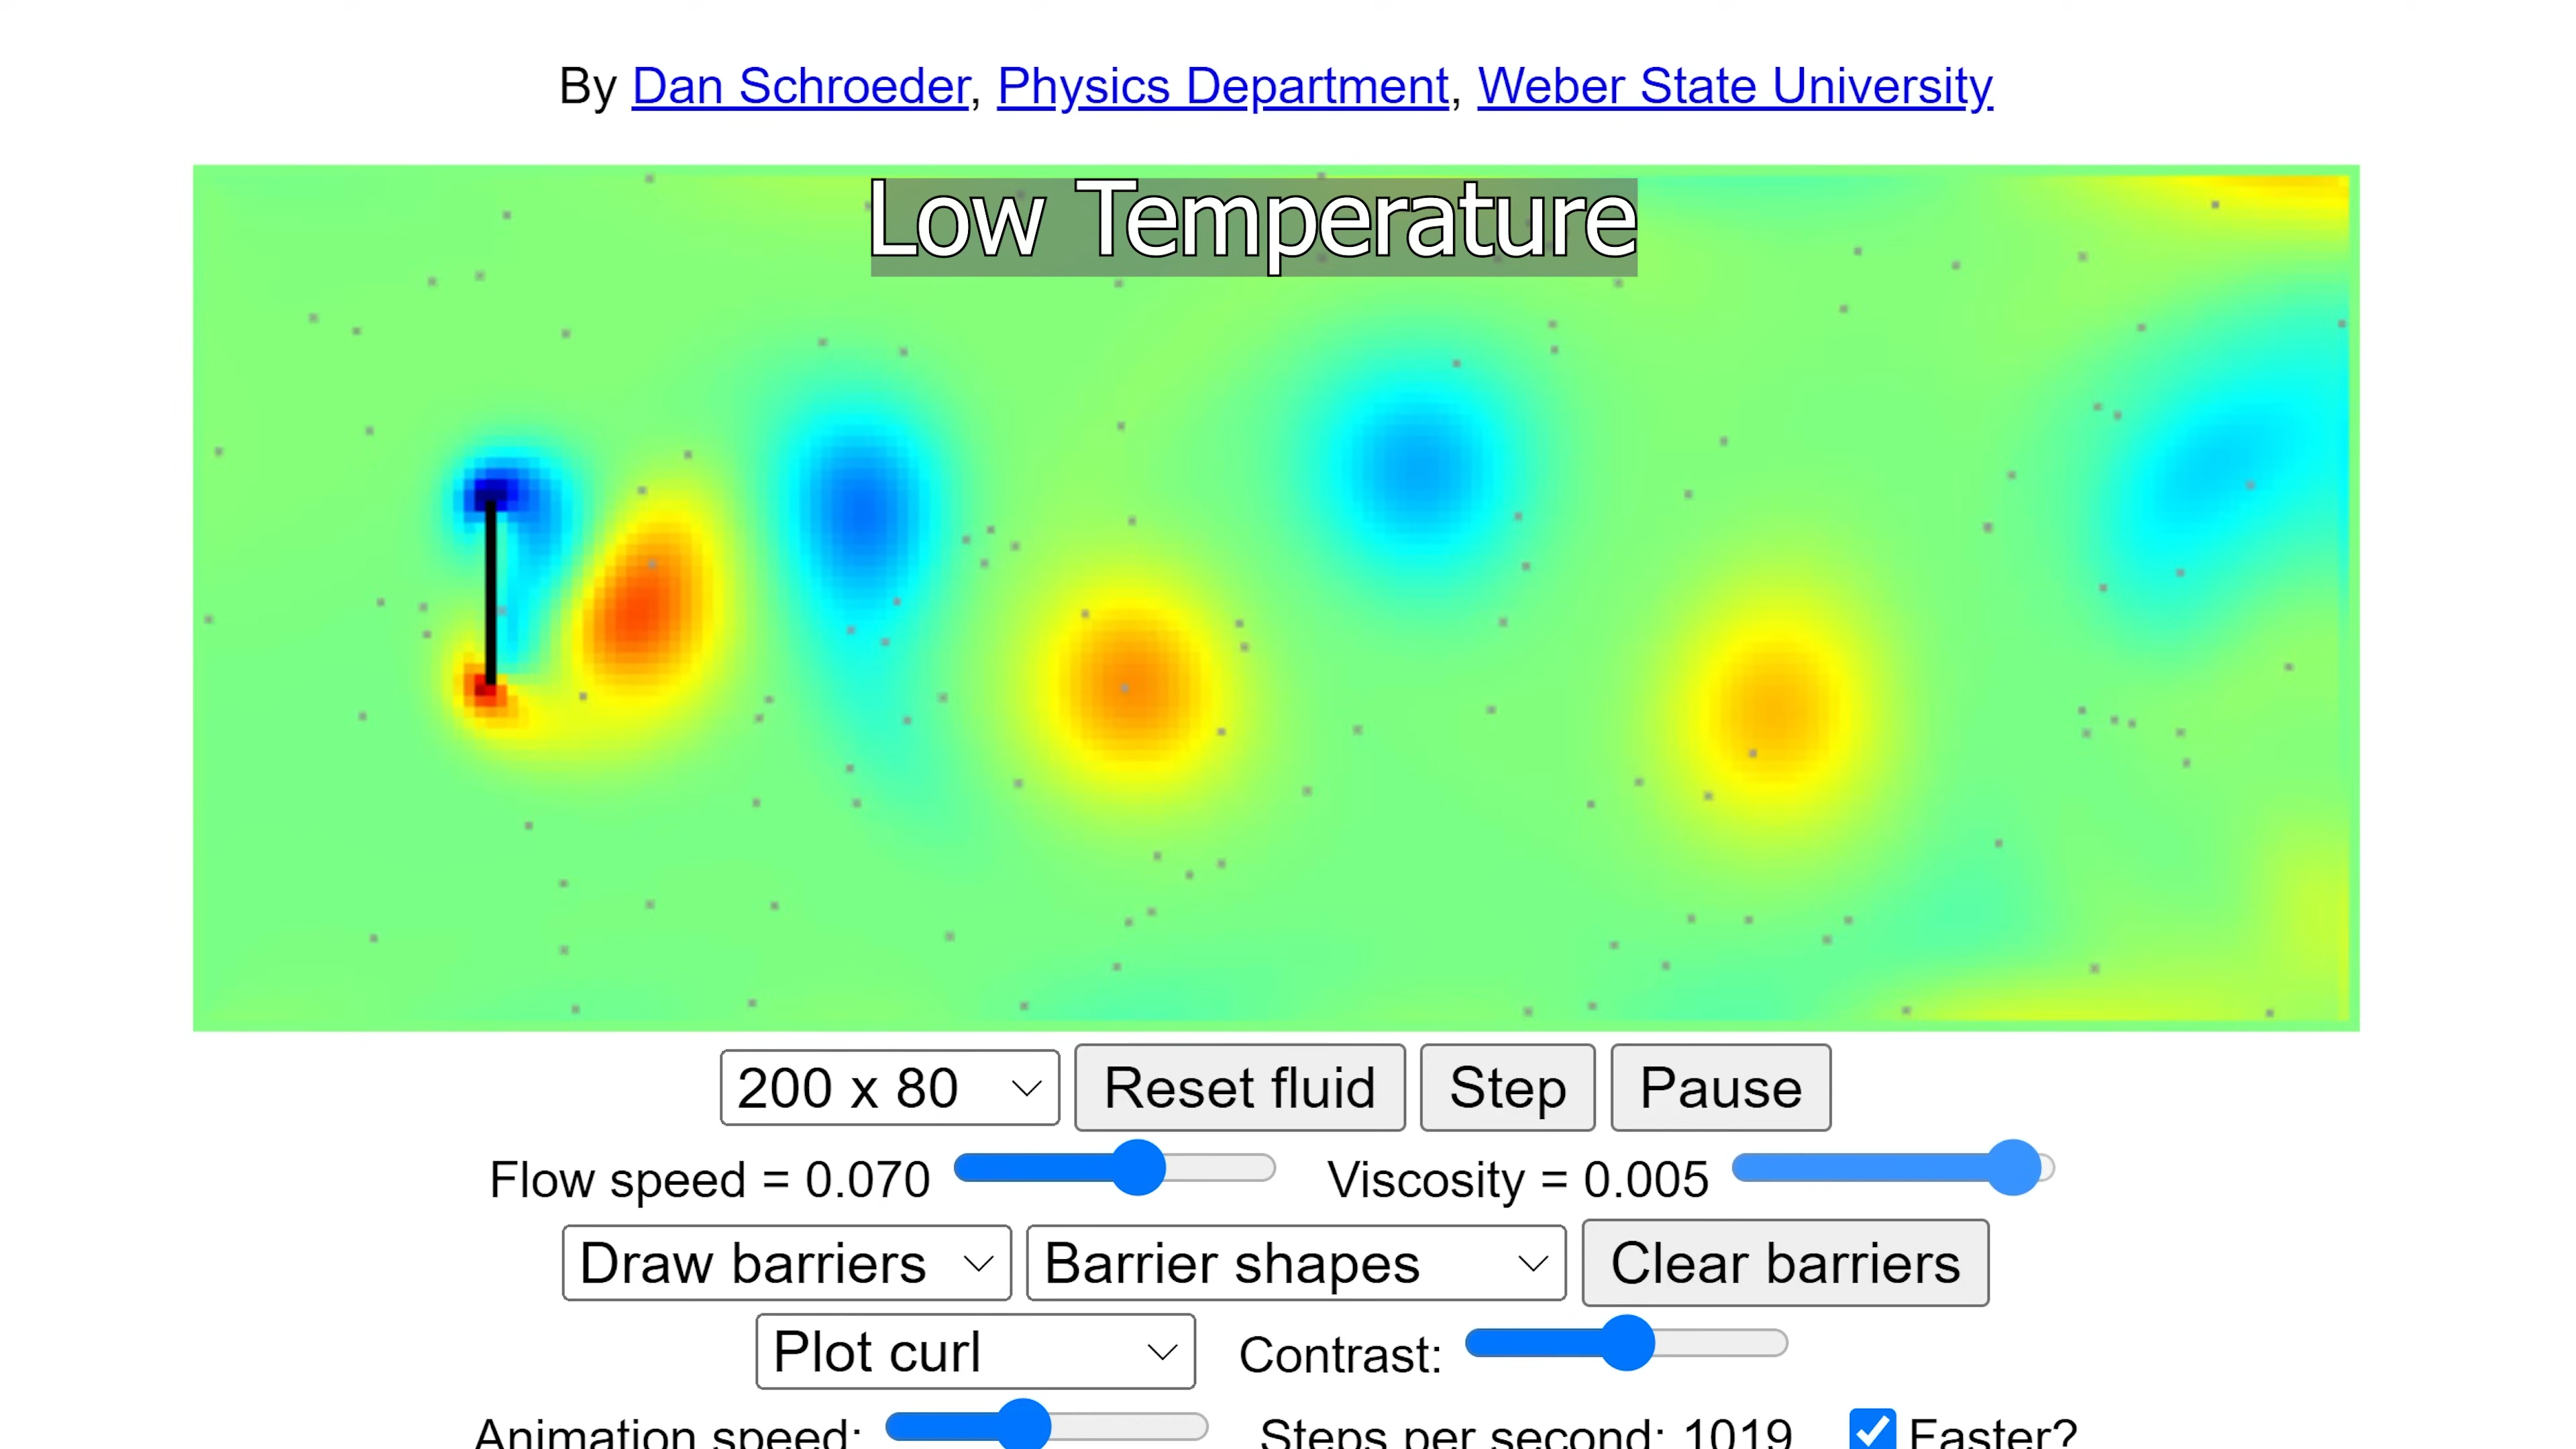 By Dan Schroeder, Physics Department, Weber State University
Low Temperature
200 x 80 Reset fluid Step Pause
Flow speed = 0.070 Viscosity = 0.005
Draw barriers Barrier shapes Clear barriers
Plot curl Contrast:
Animation speed: Steps per second: 1019 Faster?